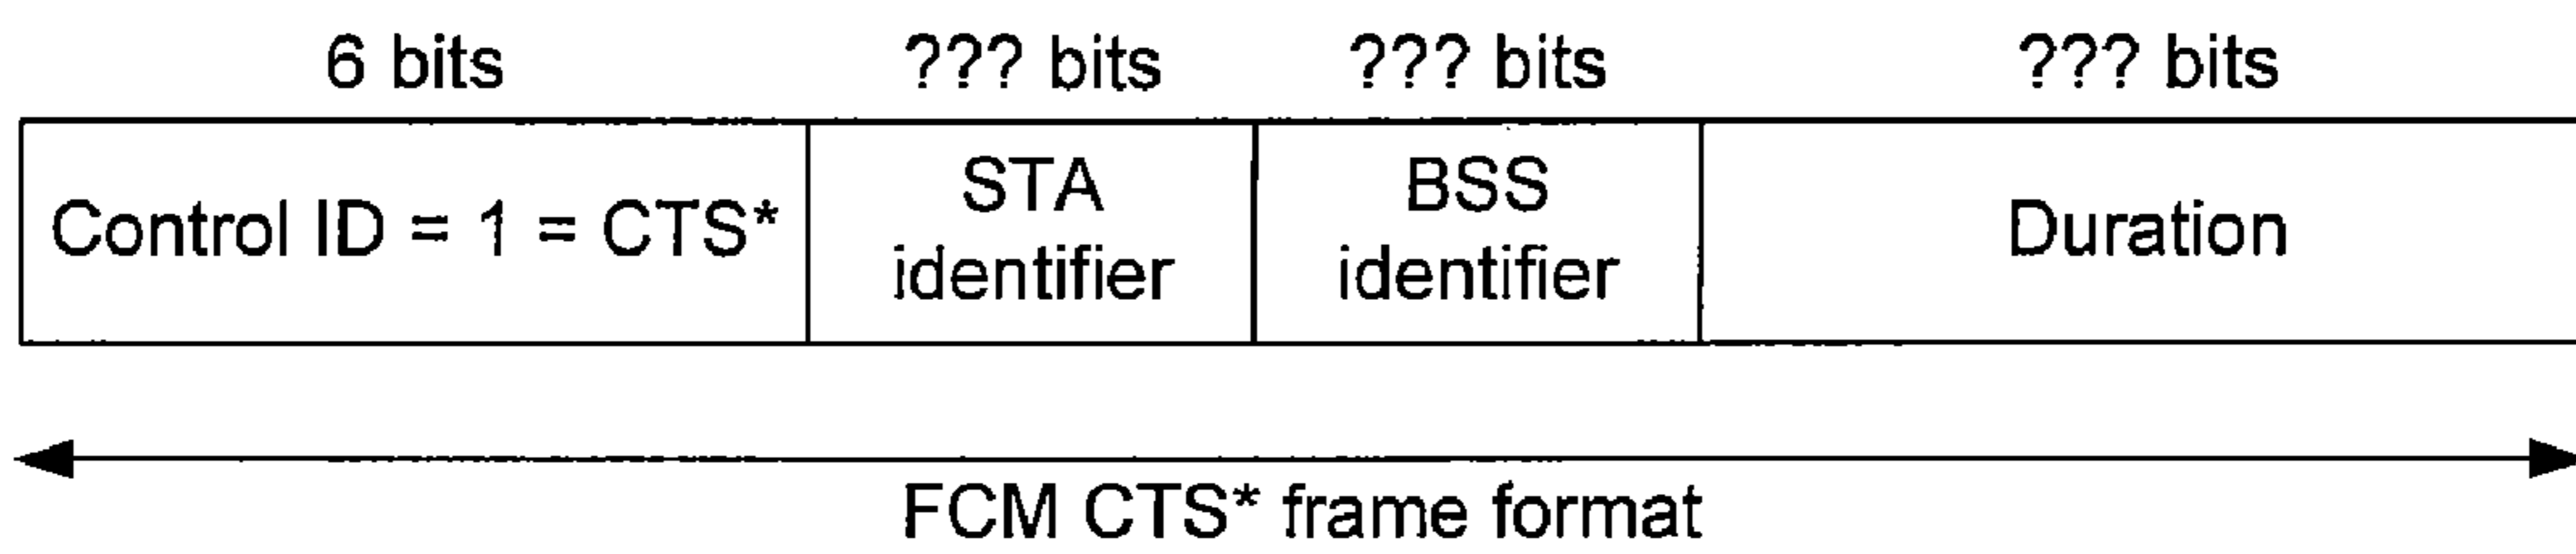 6 bits ??? bits ??? bits ??? bits
Control ID = 1 = CTS* STA identifier BSS identifier Duration
FCM CTS* frame format